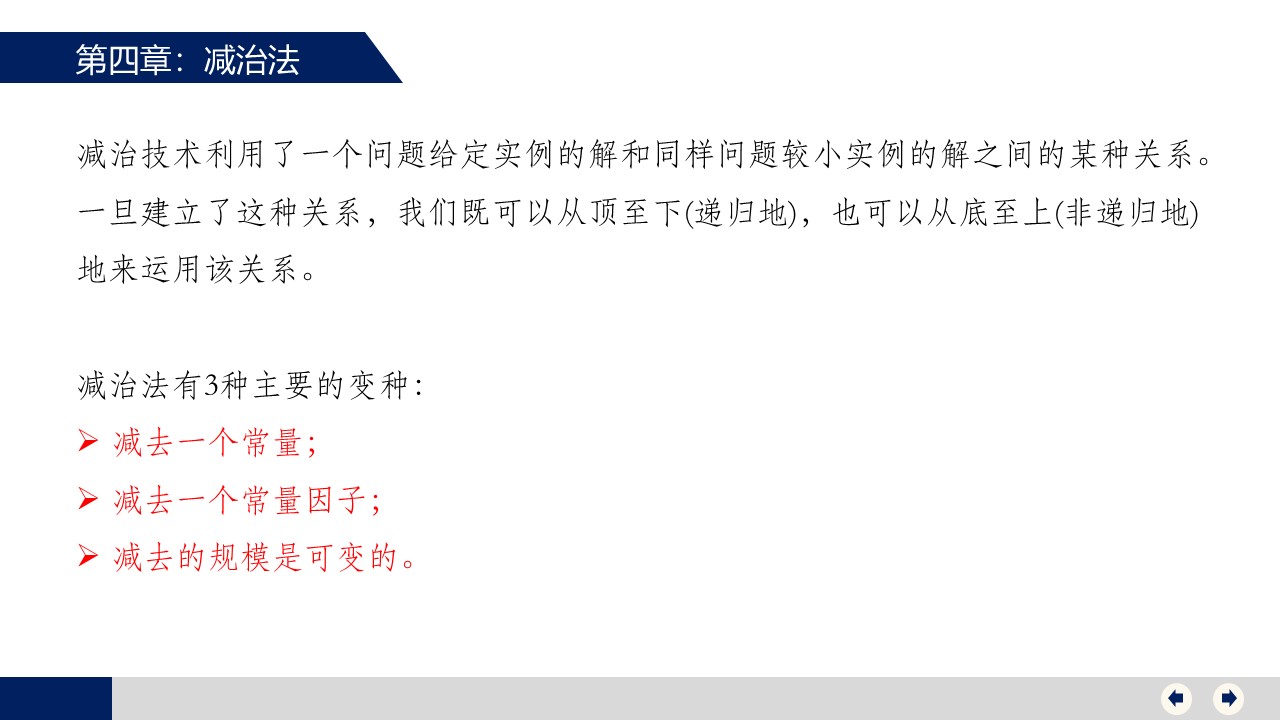 第四章：减治法
减治技术利用了一个问题给定实例的解和同样问题较小实例的解之间的某种关系。
一旦建立了这种关系，我们既可以从顶至下(递归地)，也可以从底至上(非递归地)
地来运用该关系。
减治法有3种主要的变种：
➢ 减去一个常量；
➢ 减去一个常量因子；
➢ 减去的规模是可变的。